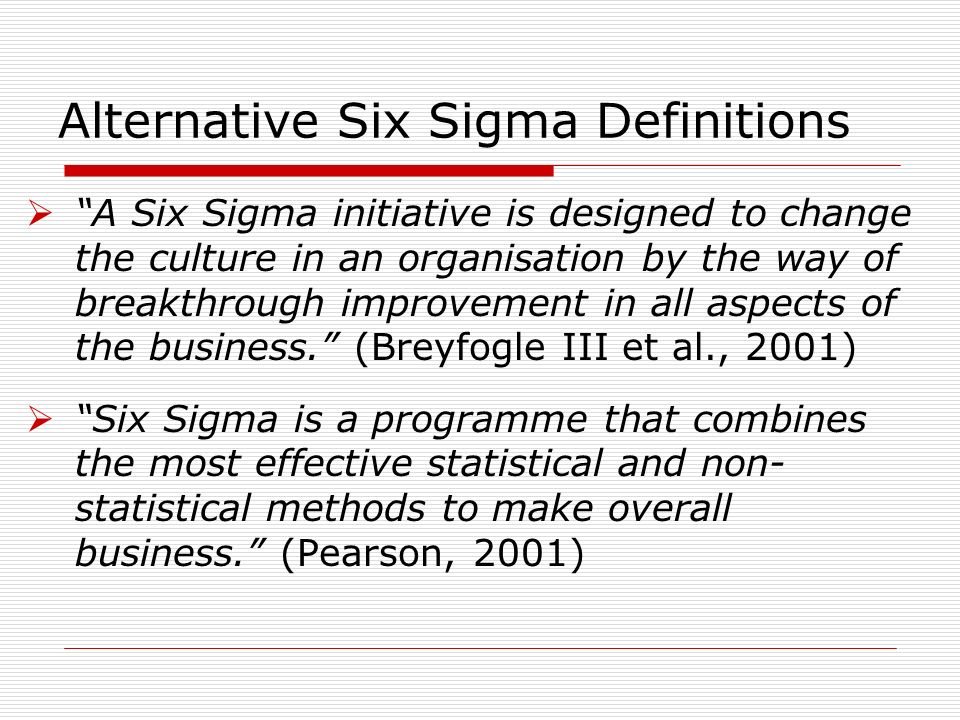 Alternative Six Sigma Definitions
“A Six Sigma initiative is designed to change
the culture in an organisation by the way of
breakthrough improvement in all aspects of
the business.” (Breyfogle III et al., 2001)
“Six Sigma is a programme that combines
the most effective statistical and non-
statistical methods to make overall
business.” (Pearson, 2001)